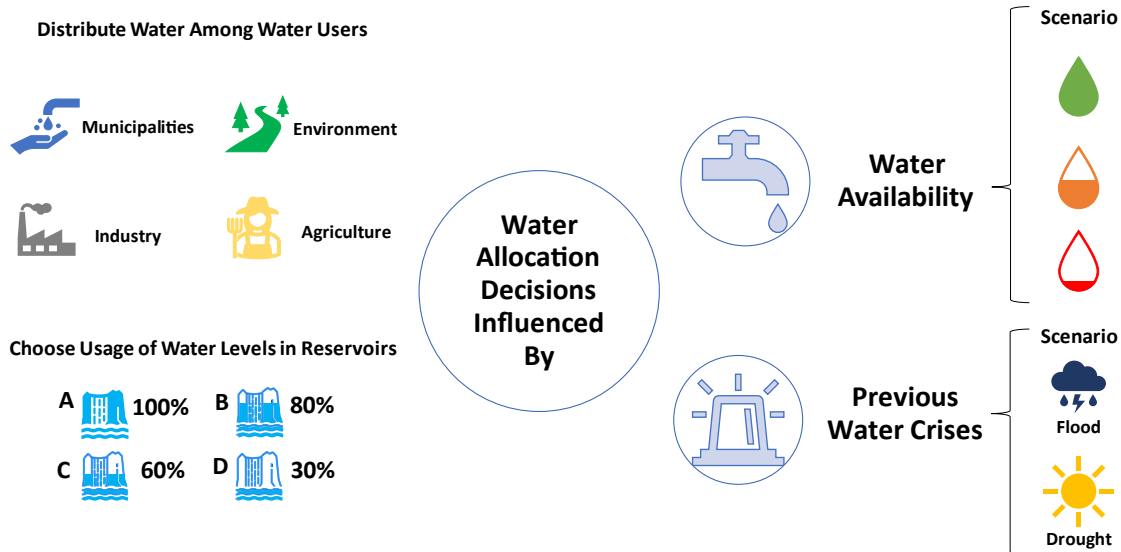 Distribute Water Among Water Users
Municipalities
Environment
Industry
Agriculture
Choose Usage of Water Levels in Reservoirs
A 100%
B 80%
C 60%
D 30%
Water
Allocation
Decisions
Influenced
By
Water
Availability
Scenario
Previous
Water Crises
Scenario
Flood
Drought